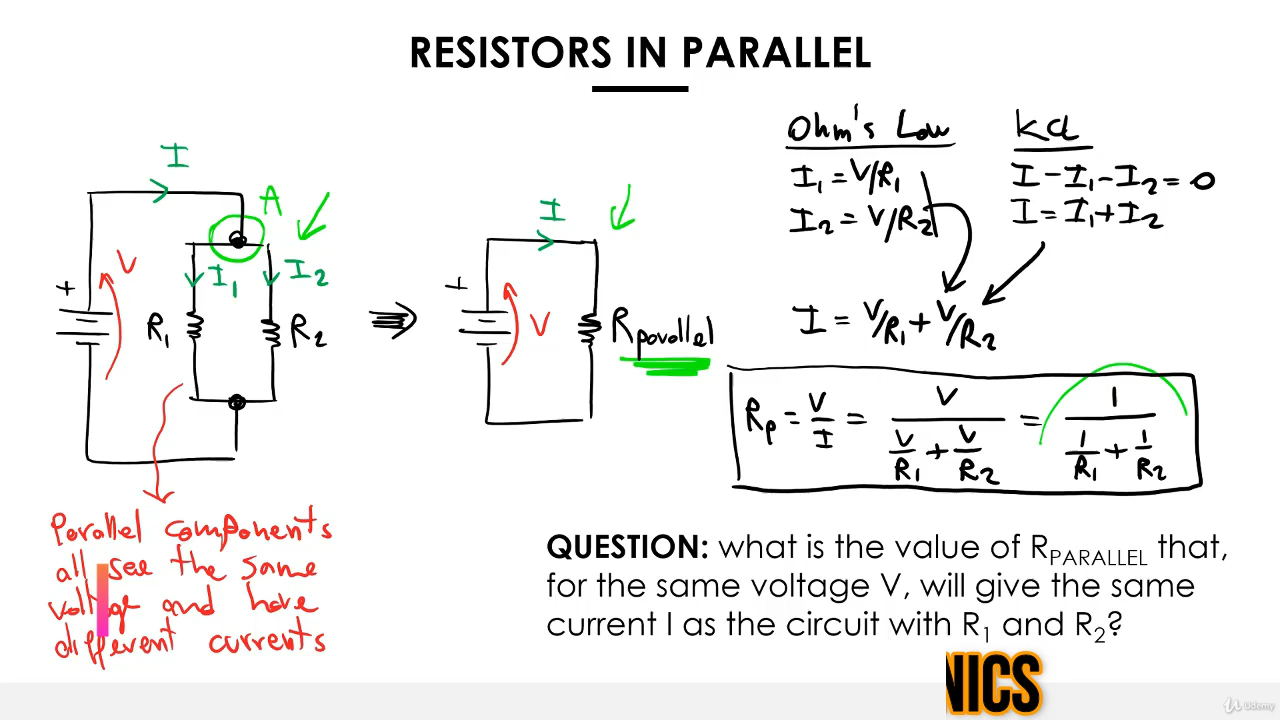 RESISTORS IN PARALLEL
I
A
V
+
I₁
I₂
R₁
R₂
I
+
V
Rparallel
Ohm's Law
I₁ = V/R₁
I₂ = V/R₂
KCL
I - I₁ - I₂ = 0
I = I₁ + I₂
I = V/R₁ + V/R₂
Rp = V/I = V/(V/R₁ + V/R₂) = 1/(1/R₁ + 1/R₂)
Parallel components
all see the same
voltage and have
different currents
QUESTION: what is the value of RPARALLEL that,
for the same voltage V, will give the same
current I as the circuit with R₁ and R₂?
NICS
Udemy